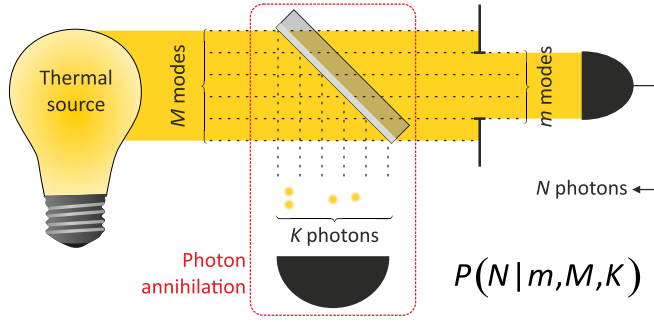 Thermal
source
M modes
m modes
N photons
K photons
Photon
annihilation
P(N|m,M,K)